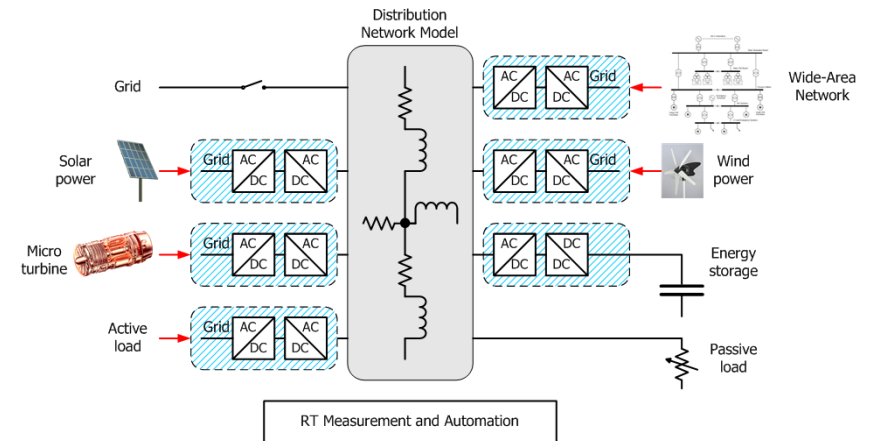 Distribution
Network Model
Grid
AC
DC
AC
DC
Grid
Wide-Area
Network
Solar
power
Grid
AC
DC
AC
DC
AC
DC
AC
DC
Grid
Wind
power
Micro
turbine
Grid
AC
DC
AC
DC
AC
DC
DC
DC
Energy
storage
Active
load
Grid
AC
DC
AC
DC
Passive
load
RT Measurement and Automation